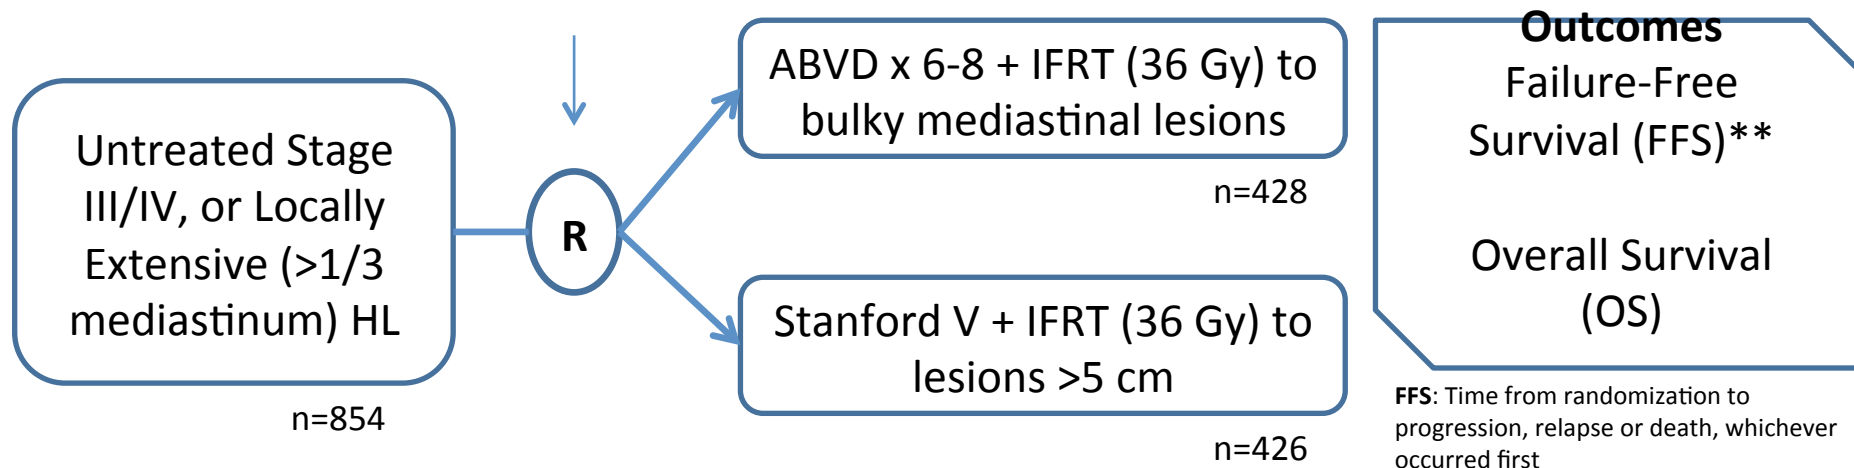 Untreated Stage
III/IV, or Locally
Extensive (>1/3
mediastinum) HL
n=854
R
ABVD x 6-8 + IFRT (36 Gy) to
bulky mediastinal lesions
n=428
Stanford V + IFRT (36 Gy) to
lesions >5 cm
n=426
Outcomes
Failure-Free
Survival (FFS)**
Overall Survival
(OS)
FFS: Time from randomization to
progression, relapse or death, whichever
occurred first